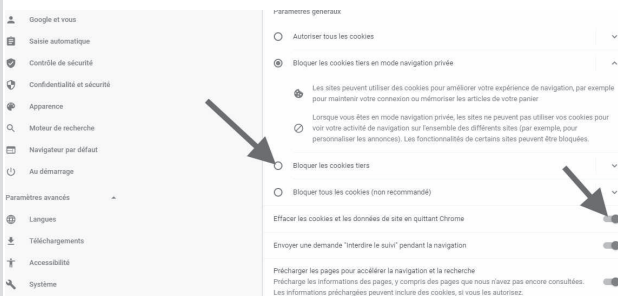 Google et vous
Saisie automatique
Contrôle de sécurité
Confidentialité et sécurité
Apparence
Moteur de recherche
Navigateur par défaut
Au démarrage
Paramètres avancés
Langues
Téléchargements
Accessibilité
Système
Paramètres généraux
Autoriser tous les cookies
Bloquer les cookies tiers en mode navigation privée
Les sites peuvent utiliser des cookies pour améliorer votre expérience de navigation, par exemple
pour maintenir votre connexion ou mémoriser les articles de votre panier
Lorsque vous êtes en mode navigation privée, les sites ne peuvent pas utiliser vos cookies pour
voir votre activité de navigation sur l'ensemble des différents sites (par exemple, pour
personnaliser les annonces). Les fonctionnalités de certains sites peuvent être bloquées.
Bloquer les cookies tiers
Bloquer tous les cookies (non recommandé)
Effacer les cookies et les données de site en quittant Chrome
Envoyer une demande "Interdire le suivi" pendant la navigation
Précharger les pages pour accélérer la navigation et la recherche
Précharge les informations des pages, y compris des pages que nous n'avez pas encore consultées.
Les informations préchargées peuvent inclure des cookies, si vous les autorisez.